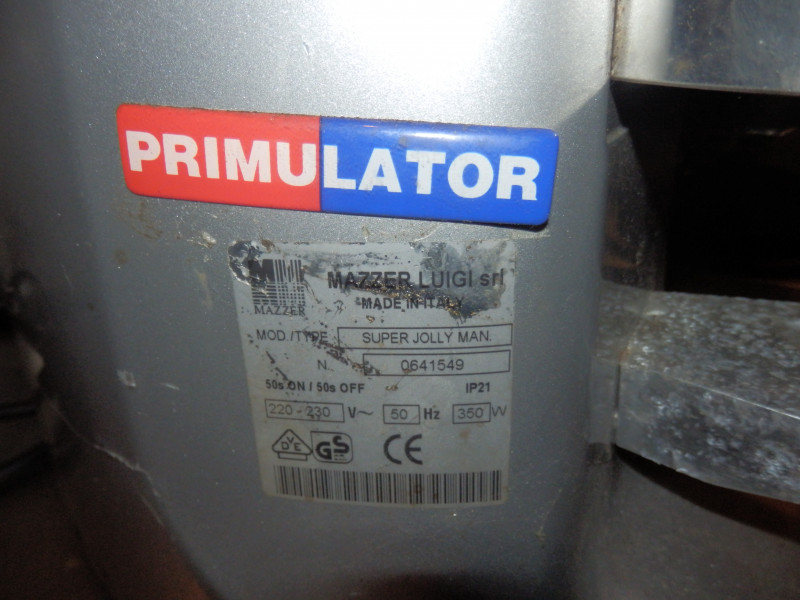 PRIMULATOR
M
MAZZER
MAZZER LUIGI srl
MADE IN ITALY
MOD./TYPE SUPER JOLLY MAN.
N. 0641549
50s ON / 50s OFF IP21
220 - 230 V~ 50 Hz 350 W
DVE GS CE